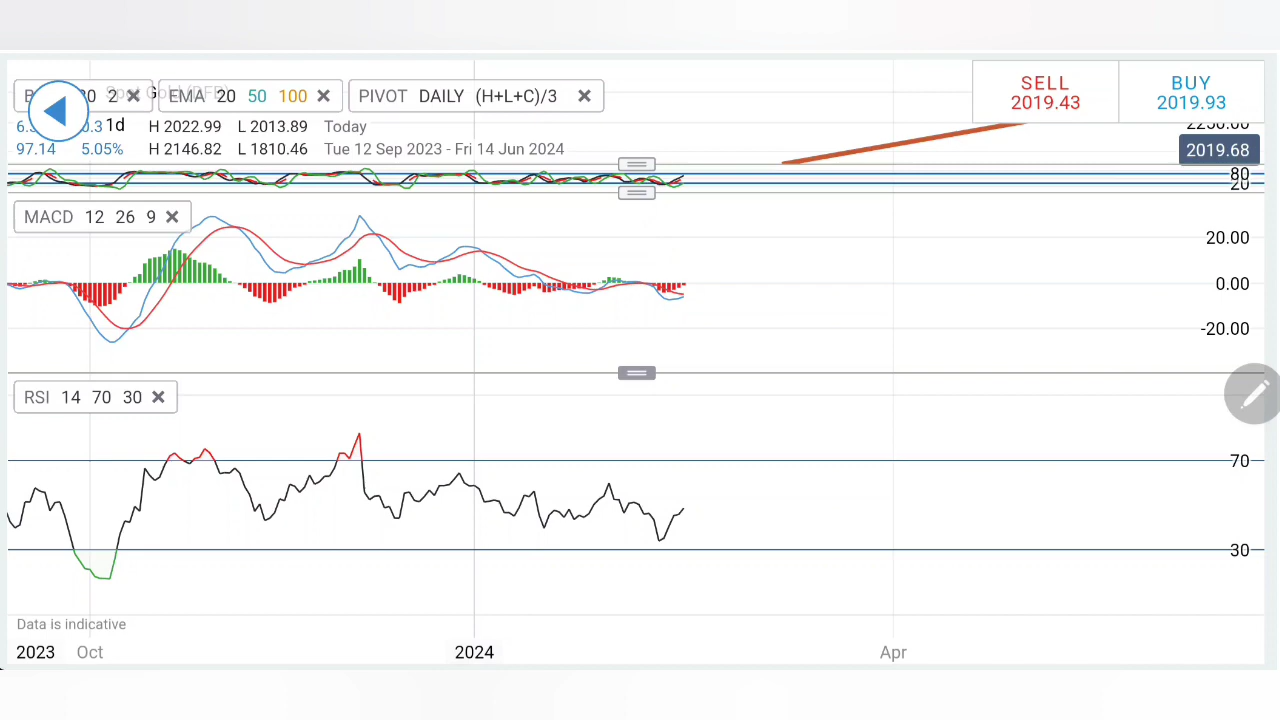 2 Spot Gold EMA 20 50 100 PIVOT DAILY (H+L+C)/3
SELL 2019.43
BUY 2019.93
1d H 2022.99 L 2013.89 Today
97.14 5.05% H 2146.82 L 1810.46 Tue 12 Sep 2023 - Fri 14 Jun 2024
2019.68
80
20
MACD 12 26 9
20.00
0.00
-20.00
RSI 14 70 30
70
30
Data is indicative
2023 Oct 2024 Apr